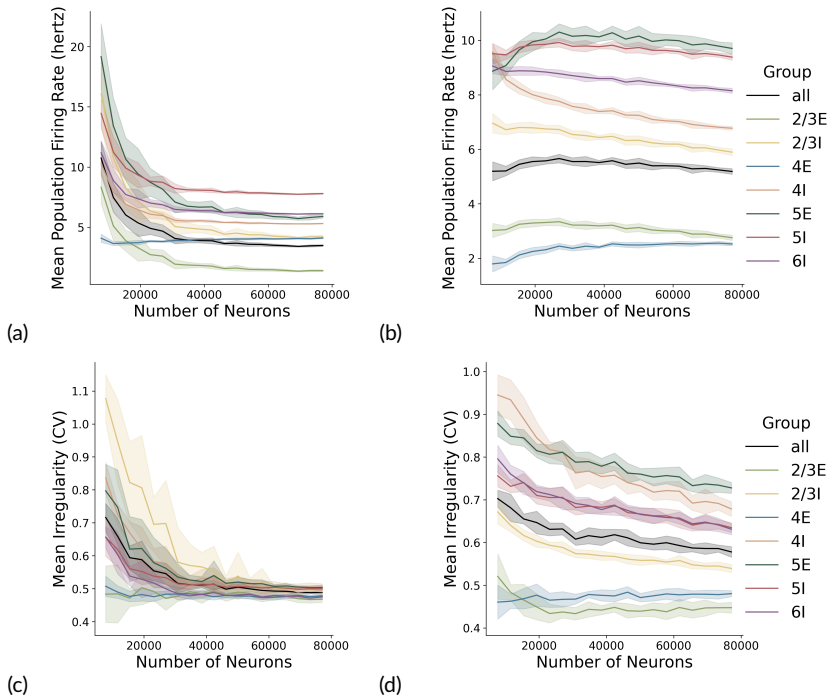 Mean Population Firing Rate (hertz)
20
15
10
5
20000 40000 60000 80000
Number of Neurons
(a)
Mean Population Firing Rate (hertz)
10
8
6
4
2
20000 40000 60000 80000
Number of Neurons
(b)
Group
all
2/3E
2/3I
4E
4I
5E
5I
6I
Mean Irregularity (CV)
1.1
1.0
0.9
0.8
0.7
0.6
0.5
0.4
20000 40000 60000 80000
Number of Neurons
(c)
Mean Irregularity (CV)
1.0
0.9
0.8
0.7
0.6
0.5
0.4
20000 40000 60000 80000
Number of Neurons
(d)
Group
all
2/3E
2/3I
4E
4I
5E
5I
6I